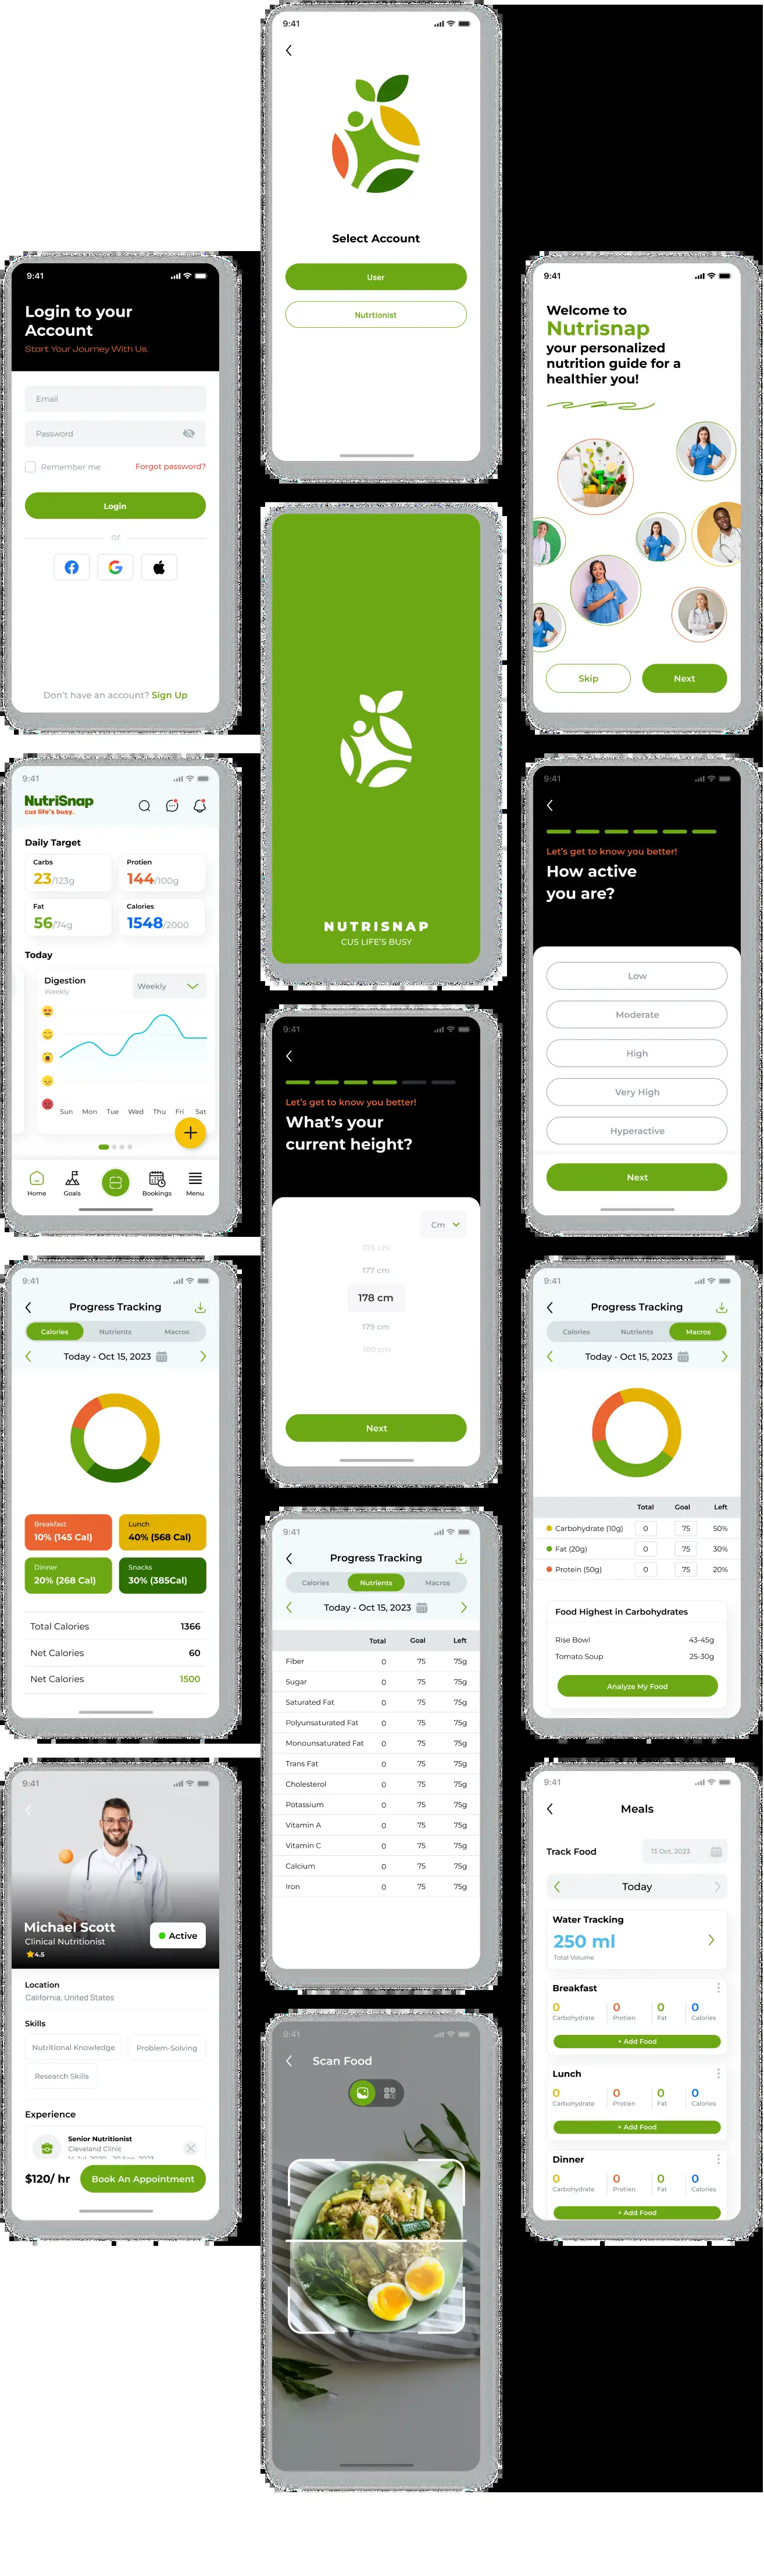 9:41
Select Account
User
Nutrtionist
9:41
Login to your
Account
Start Your Journey With Us.
Email
Password
Remember me
Forgot password?
Login
or
Don't have an account? Sign Up
9:41
Welcome to
Nutrisnap
your personalized
nutrition guide for a
healthier you!
Skip
Next
NUTRISNAP
CUS LIFE'S BUSY
9:41
NutriSnap
cuz life's busy.
Daily Target
Carbs
23/123g
Protien
144/100g
Fat
56/74g
Calories
1548/2000
Today
Digestion
Weekly
Weekly
Sun Mon Tue Wed Thu Fri Sat
Home
Goals
Bookings
Menu
9:41
Let's get to know you better!
How active
you are?
Low
Moderate
High
Very High
Hyperactive
Next
9:41
Let's get to know you better!
What's your
current height?
Cm
176 cm
177 cm
178 cm
179 cm
180 cm
Next
9:41
Progress Tracking
Calories
Nutrients
Macros
Today - Oct 15, 2023
Breakfast
10% (145 Cal)
Lunch
40% (568 Cal)
Dinner
20% (268 Cal)
Snacks
30% (385Cal)
Total Calories 1366
Net Calories 60
Net Calories 1500
9:41
Progress Tracking
Calories
Nutrients
Macros
Today - Oct 15, 2023
Total Goal Left
Carbohydrate (10g) 0 75 50%
Fat (20g) 0 75 30%
Protein (50g) 0 75 20%
Food Highest in Carbohydrates
Rise Bowl 43-45g
Tomato Soup 25-30g
Analyze My Food
9:41
Progress Tracking
Calories
Nutrients
Macros
Today - Oct 15, 2023
Total Goal Left
Fiber 0 75 75g
Sugar 0 75 75g
Saturated Fat 0 75 75g
Polyunsaturated Fat 0 75 75g
Monounsaturated Fat 0 75 75g
Trans Fat 0 75 75g
Cholesterol 0 75 75g
Potassium 0 75 75g
Vitamin A 0 75 75g
Vitamin C 0 75 75g
Calcium 0 75 75g
Iron 0 75 75g
9:41
Michael Scott
Clinical Nutritionist
4.5
Active
Location
California, United States
Skills
Nutritional Knowledge
Problem-Solving
Research Skills
Experience
Senior Nutritionist
Cleveland Clinic
$120/ hr
Book An Appointment
9:41
Meals
Track Food
13 Oct, 2023
Today
Water Tracking
250 ml
Total Volume
Breakfast
0 0 0 0
Carbohydrate Protien Fat Calories
+ Add Food
Lunch
0 0 0 0
Carbohydrate Protien Fat Calories
+ Add Food
Dinner
0 0 0 0
Carbohydrate Protien Fat Calories
+ Add Food
9:41
Scan Food